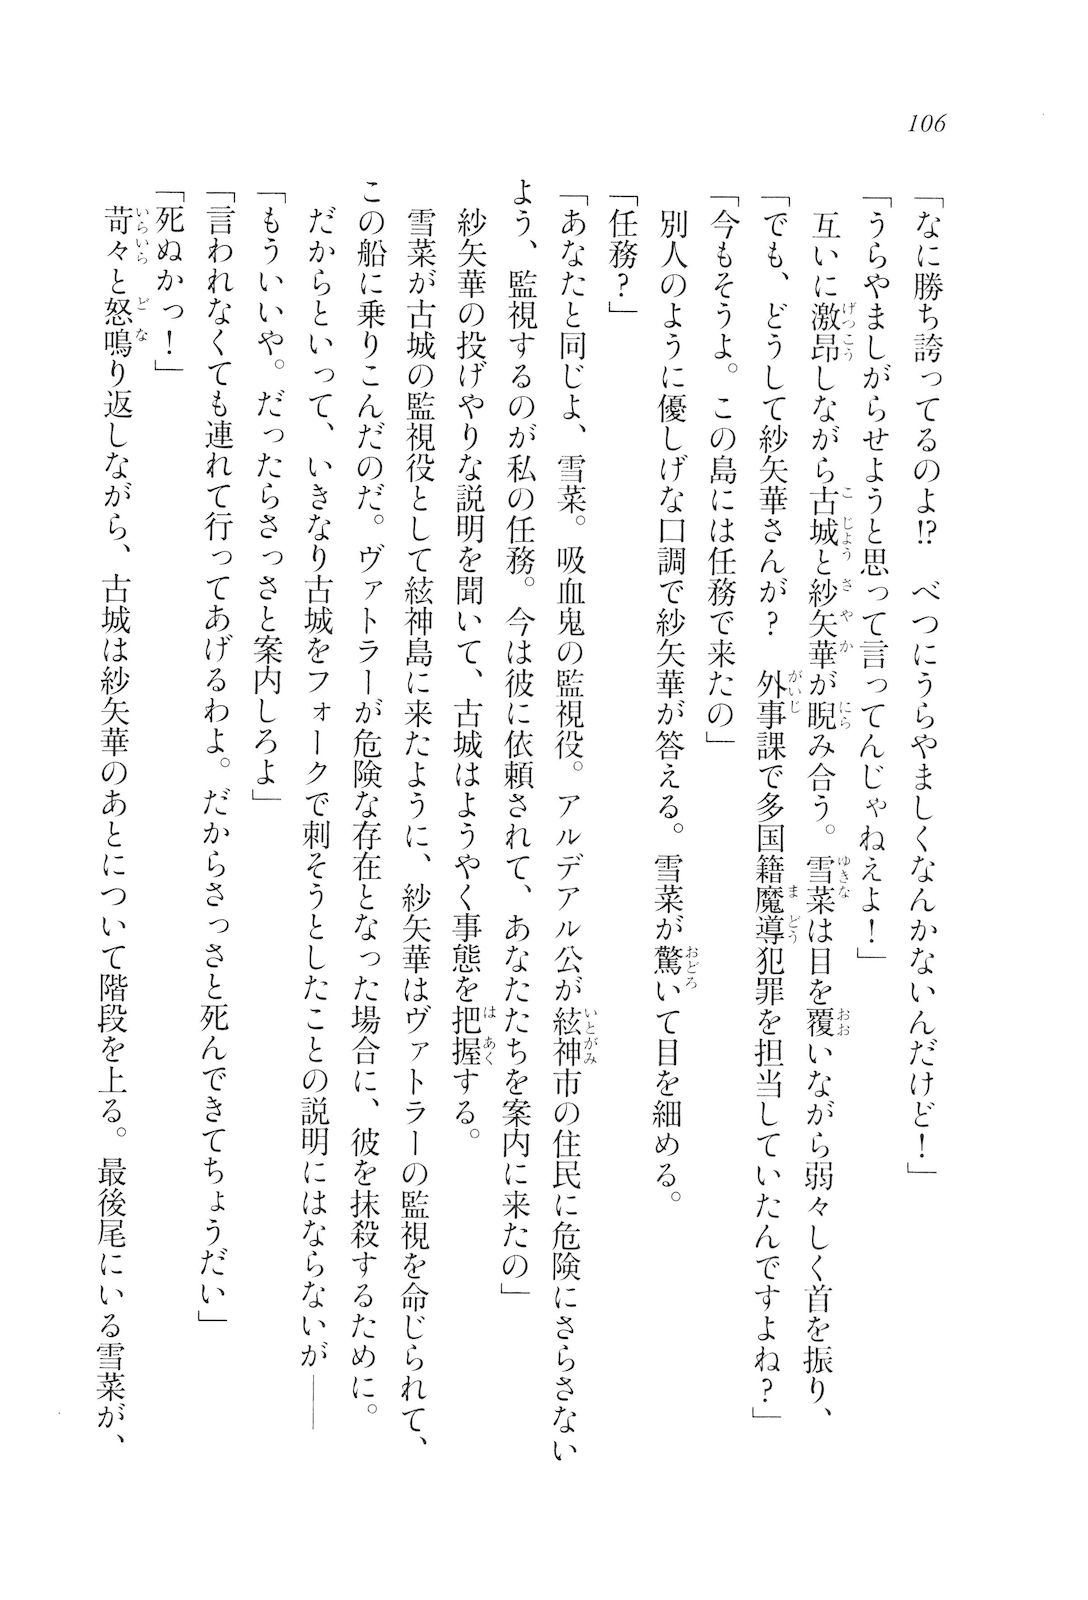 106
「なに勝ち誇ってるのよ!?　べつにうらやましくなんかないんだけど！」
「うらやましがらせようと思って言ってんじゃねえよ！」
　互いに激昂しながら古城と紗矢華が睨み合う。雪菜は目を覆いながら弱々しく首を振り、
「でも、どうして紗矢華さんが？　外事課で多国籍魔導犯罪を担当していたんですよね？」
「今もそうよ。この島には任務で来たの」
　別人のように優しげな口調で紗矢華が答える。雪菜が驚いて目を細める。
「任務？」
「あなたと同じよ、雪菜。吸血鬼の監視役。アルデアル公が絃神市の住民に危険にさらさない
よう、監視するのが私の任務。今は彼に依頼されて、あなたたちを案内に来たの」
　紗矢華の投げやりな説明を聞いて、古城はようやく事態を把握する。
　雪菜が古城の監視役として絃神島に来たように、紗矢華はヴァトラーの監視を命じられて、
この船に乗りこんだのだ。ヴァトラーが危険な存在となった場合に、彼を抹殺するために。
　だからといって、いきなり古城をフォークで刺そうとしたことの説明にはならないが――
「もういいや。だったらさっさと案内しろよ」
「言われなくても連れて行ってあげるわよ。だからさっさと死んできてちょうだい」
「死ぬかっ！」
　苛々と怒鳴り返しながら、古城は紗矢華のあとについて階段を上る。最後尾にいる雪菜が、